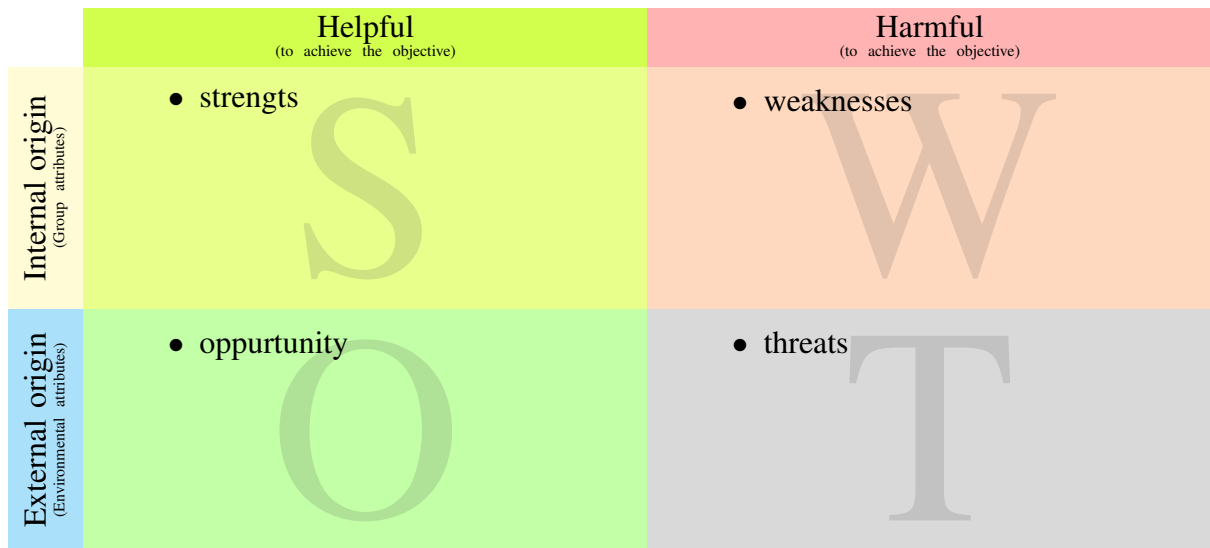 Helpful
(to achieve the objective)
Harmful
(to achieve the objective)
Internal origin
(Group attributes)
S
• strengts
W
• weaknesses
External origin
(Environmental attributes)
O
• oppurtunity
T
• threats